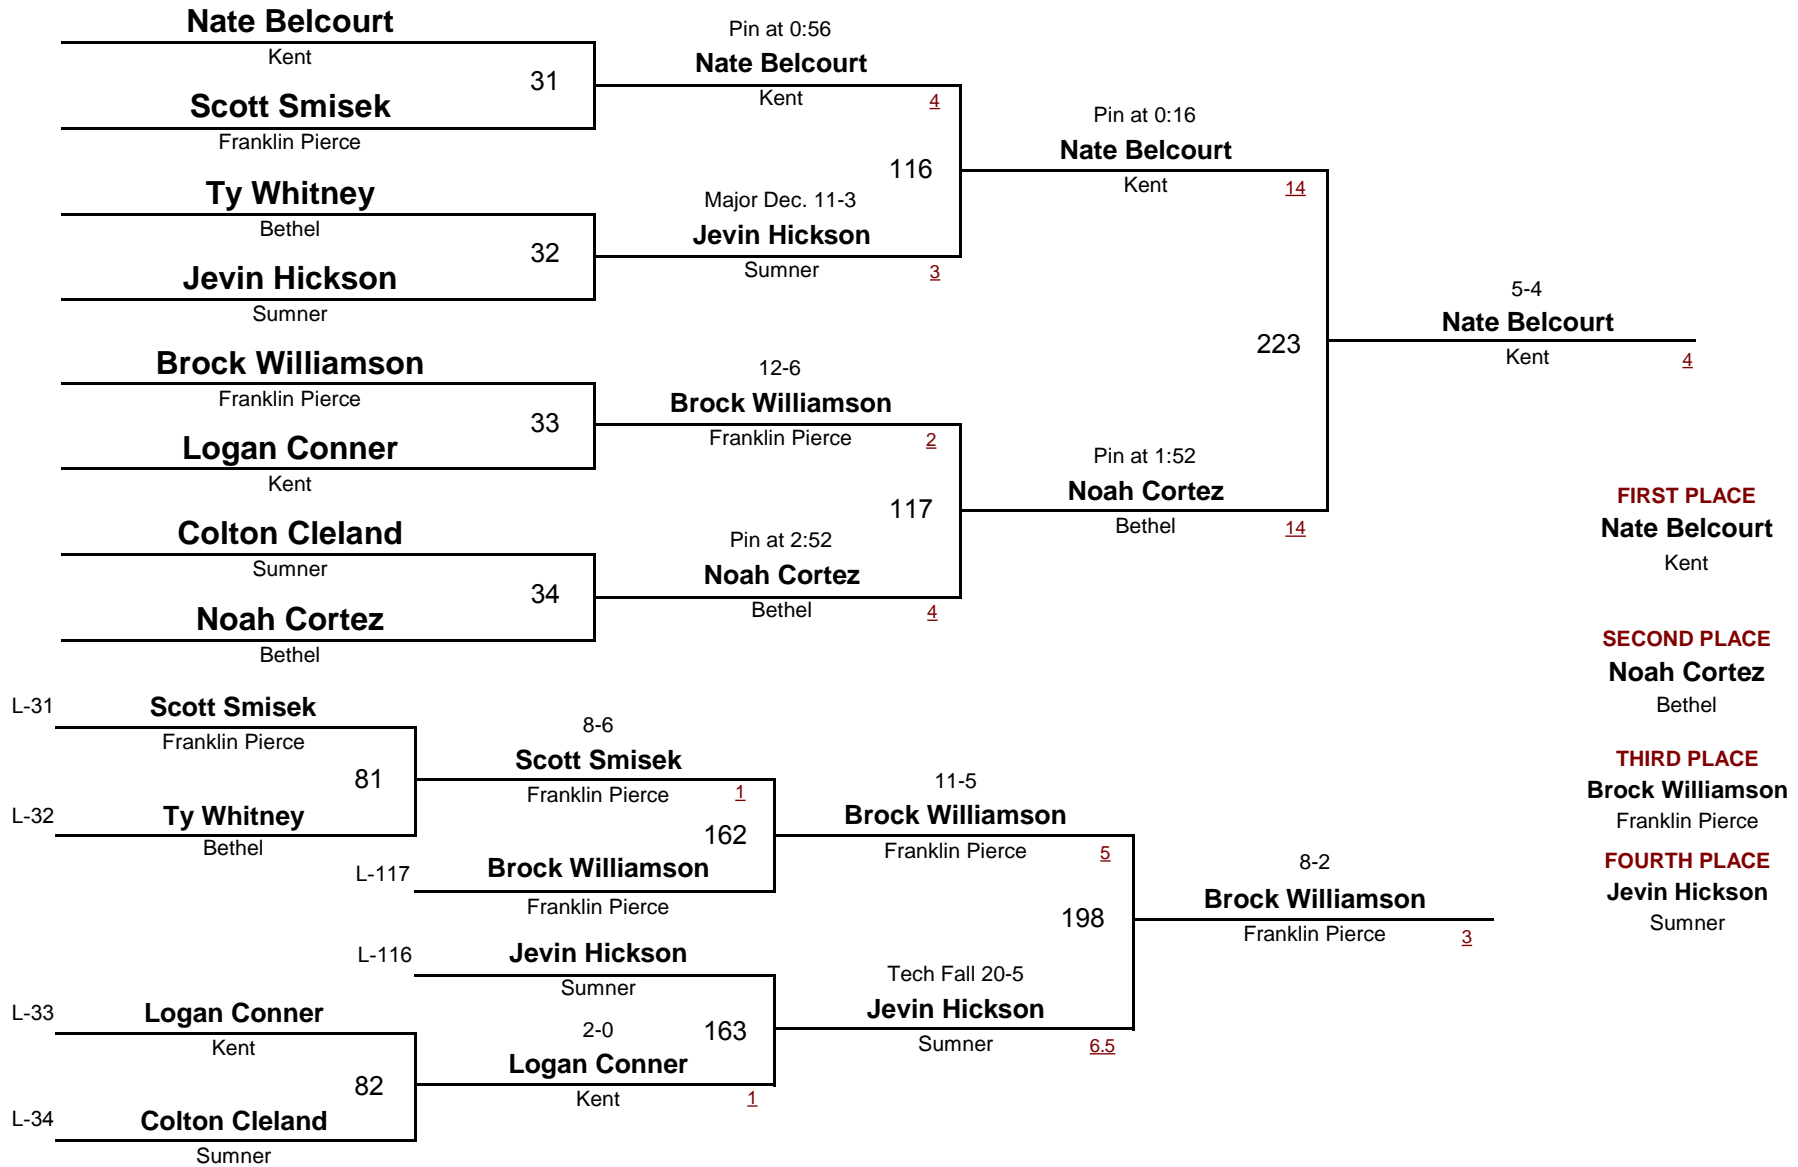 Nate Belcourt
Kent
31
Scott Smisek
Franklin Pierce
Ty Whitney
Bethel
32
Jevin Hickson
Sumner
Brock Williamson
Franklin Pierce
33
Logan Conner
Kent
Colton Cleland
Sumner
34
Noah Cortez
Bethel
Pin at 0:56
Nate Belcourt
Kent
4
116
Major Dec. 11-3
Jevin Hickson
Sumner
3
12-6
Brock Williamson
Franklin Pierce
2
117
Pin at 2:52
Noah Cortez
Bethel
4
Pin at 0:16
Nate Belcourt
Kent
14
223
Pin at 1:52
Noah Cortez
Bethel
14
5-4
Nate Belcourt
Kent
4
FIRST PLACE
Nate Belcourt
Kent
SECOND PLACE
Noah Cortez
Bethel
THIRD PLACE
Brock Williamson
Franklin Pierce
FOURTH PLACE
Jevin Hickson
Sumner
L-31
Scott Smisek
Franklin Pierce
81
L-32
Ty Whitney
Bethel
8-6
Scott Smisek
Franklin Pierce
1
162
L-117
Brock Williamson
Franklin Pierce
L-116
Jevin Hickson
Sumner
163
L-33
Logan Conner
Kent
82
L-34
Colton Cleland
Sumner
2-0
Logan Conner
Kent
1
11-5
Brock Williamson
Franklin Pierce
5
198
Tech Fall 20-5
Jevin Hickson
Sumner
6.5
8-2
Brock Williamson
Franklin Pierce
3